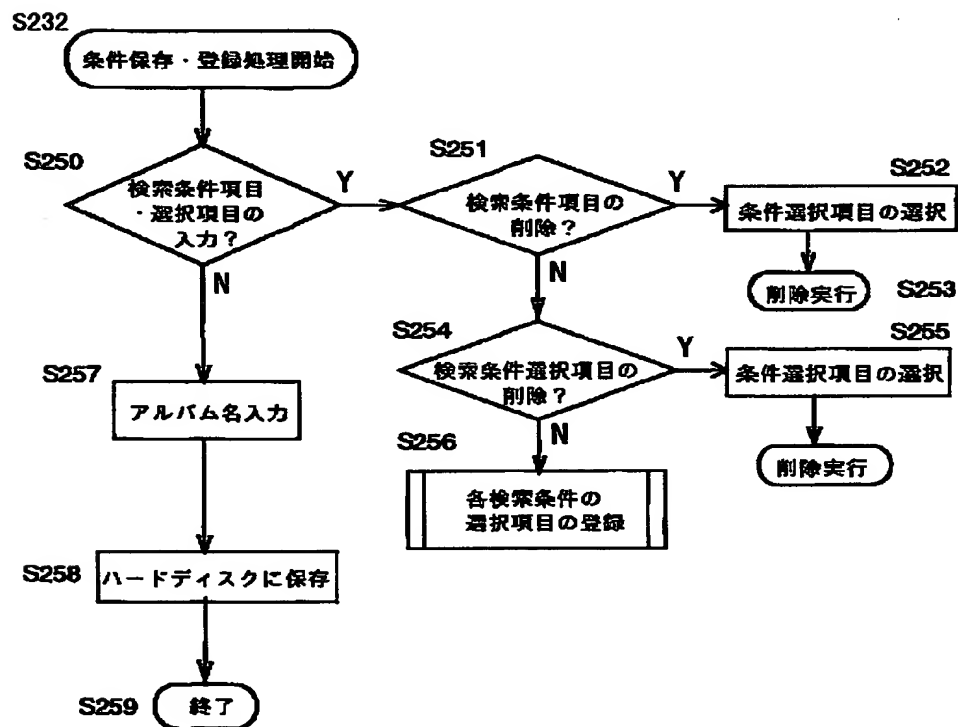 S232
条件保存・登録処理開始
S250
検索条件項目
・選択項目の
入力？
Y
N
S251
検索条件項目の
削除？
Y
N
S252
条件選択項目の選択
削除実行
S253
S254
検索条件選択項目の
削除？
Y
N
S255
条件選択項目の選択
削除実行
S256
各検索条件の
選択項目の登録
S257
アルバム名入力
S258
ハードディスクに保存
S259
終了